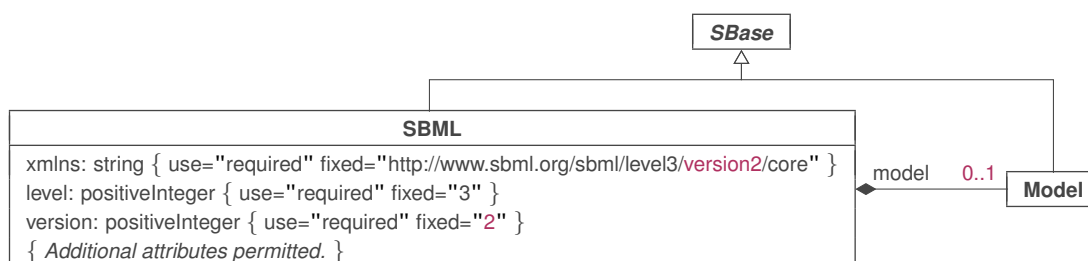 SBase
SBML
xmlns: string { use="required" fixed="http://www.sbml.org/sbml/level3/version2/core" }
level: positiveInteger { use="required" fixed="3" }
version: positiveInteger { use="required" fixed="2" }
{ Additional attributes permitted. }
model 0..1
Model